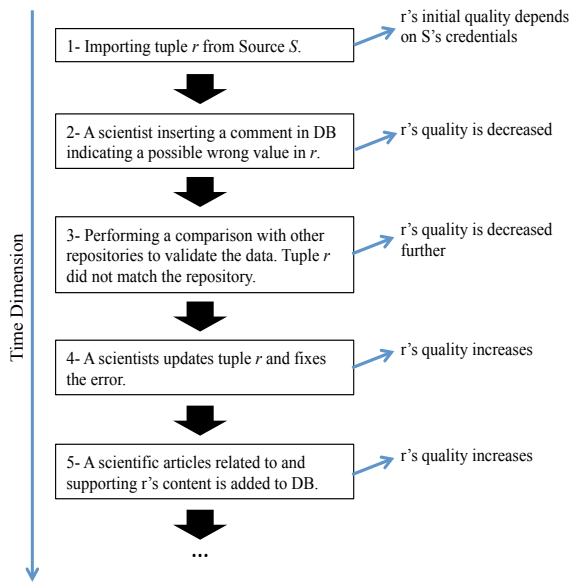 r's initial quality depends
on S's credentials
1- Importing tuple r from Source S.
2- A scientist inserting a comment in DB
indicating a possible wrong value in r.
r's quality is decreased
3- Performing a comparison with other
repositories to validate the data. Tuple r
did not match the repository.
r's quality is decreased
further
4- A scientists updates tuple r and fixes
the error.
r's quality increases
5- A scientific articles related to and
supporting r's content is added to DB.
r's quality increases
...
Time Dimension